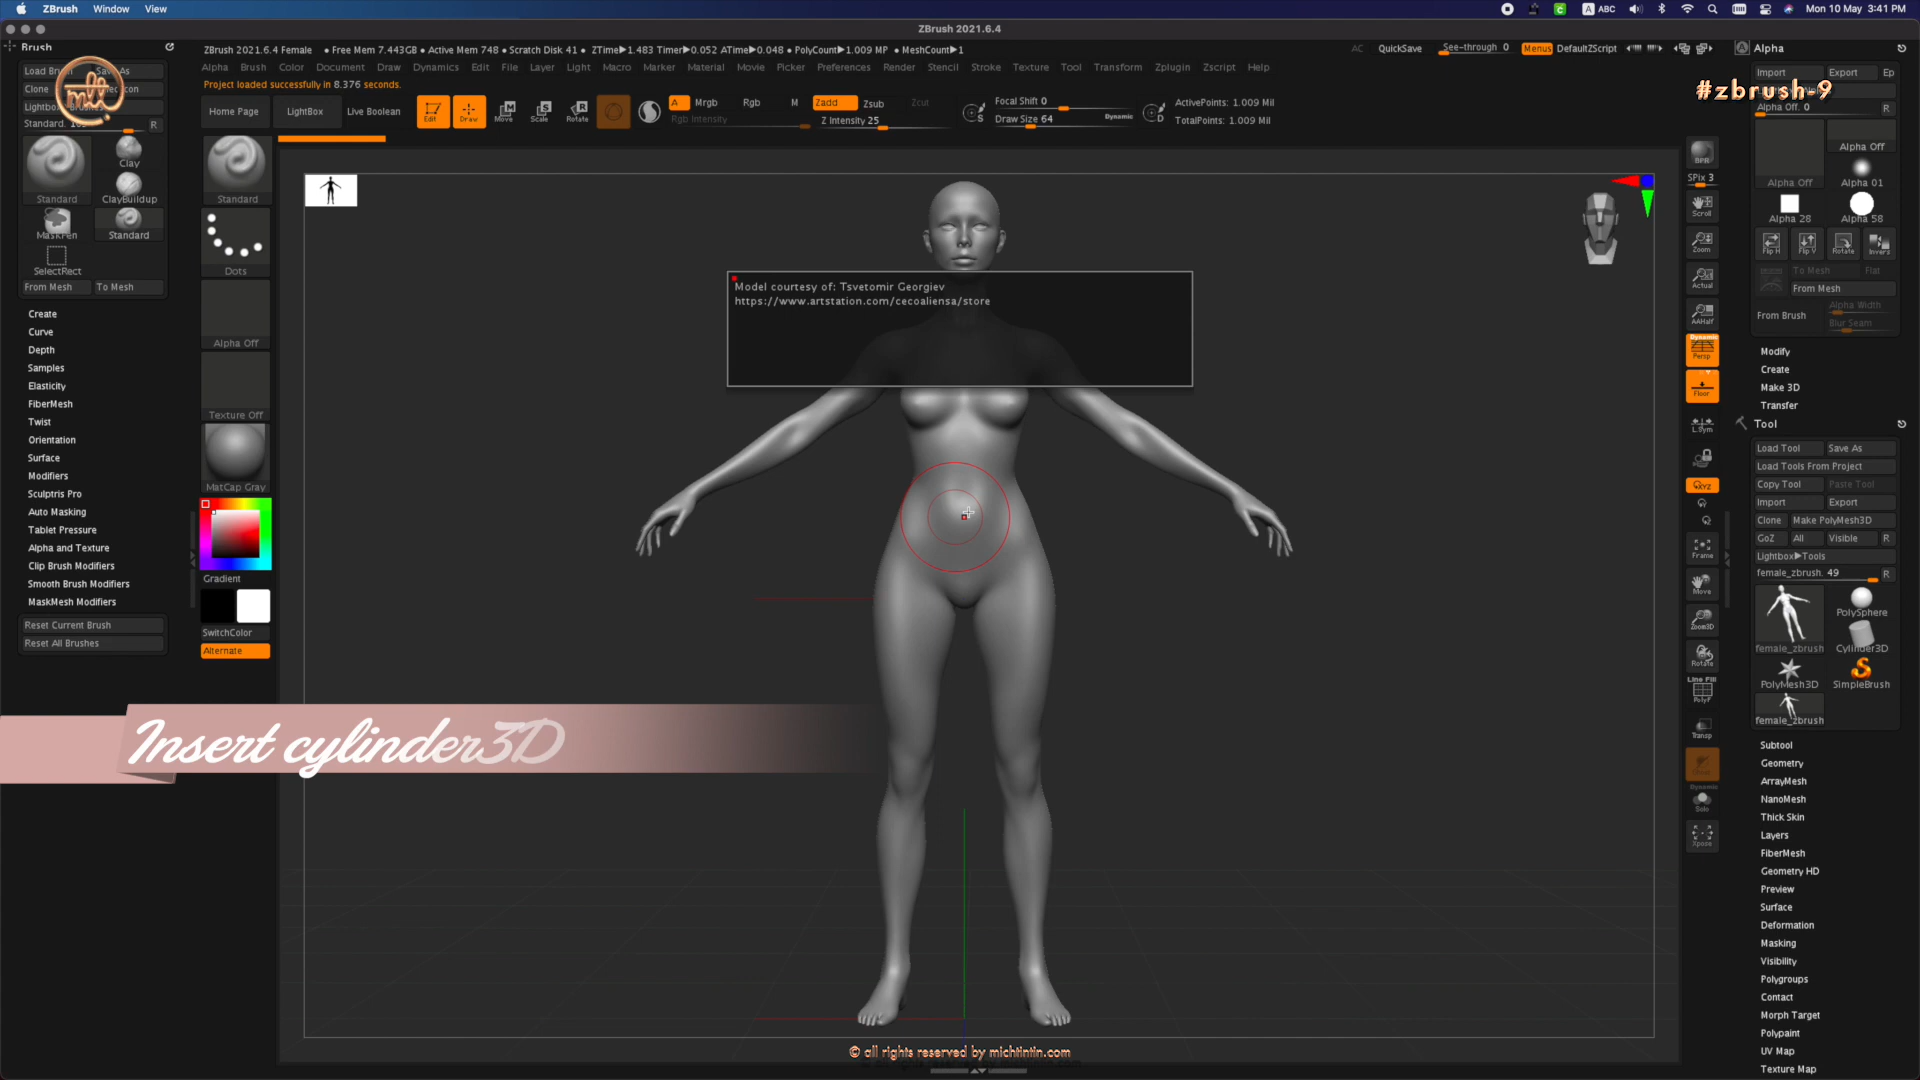 ZBrush Window View
ABC Mon 10 May 3:41 PM
ZBrush 2021.6.4
Brush
ZBrush 2021.6.4 Female • Free Mem 7.443GB • Active Mem 748 • Scratch Disk 41 • ZTime▶1.483 Timer▶0.052 ATime▶0.048 • PolyCount▶1.009 MP • MeshCount▶1
AC QuickSave See-through 0 Menus DefaultZScript
Alpha Brush Color Document Draw Dynamics Edit File Layer Light Macro Marker Material Movie Picker Preferences Render Stencil Stroke Texture Tool Transform Zplugin Zscript Help
Project loaded successfully in 8.376 seconds.
Home Page LightBox Live Boolean Edit Draw Move Scale Rotate
A Mrgb Rgb M Zadd Zsub Zcut
Rgb Intensity Z Intensity 25
Focal Shift 0
Draw Size 64 Dynamic
ActivePoints: 1.009 Mil
TotalPoints: 1.009 Mil
Save As
Clone
R
Clay
Standard ClayBuildup
MaskPen Standard
SelectRect
From Mesh To Mesh
Create
Curve
Depth
Samples
Elasticity
FiberMesh
Twist
Orientation
Surface
Modifiers
Sculptris Pro
Auto Masking
Tablet Pressure
Alpha and Texture
Clip Brush Modifiers
Smooth Brush Modifiers
MaskMesh Modifiers
Reset Current Brush
Reset All Brushes
Standard
Dots
Alpha Off
Texture Off
MatCap Gray
Gradient
SwitchColor
Alternate
Model courtesy of: Tsvetomir Georgiev
https://www.artstation.com/cecoaliensa/store
Insert cylinder3D
© all rights reserved by michtintin.com
BPR
SPix 3
Scroll
Zoom
Actual
AAHalf
Dynamic
Persp
Floor
L.Sym
XYZ
Frame
Move
Zoom3D
Rotate
Line Fill
PolyF
Transp
Dynamic
Solo
Xpose
Alpha
Import Export Ep
#zbrush-9
Alpha Off. 0 R
Alpha Off
Alpha Off Alpha 01
Alpha 28 Alpha 58
Flip H Flip V Rotate Invers
To Mesh Flat
From Mesh
Alpha Width
From Brush
Blur Seam
Modify
Create
Make 3D
Transfer
Tool
Load Tool Save As
Load Tools From Project
Copy Tool Paste Tool
Import Export
Clone Make PolyMesh3D
GoZ All Visible R
Lightbox▶Tools
female_zbrush. 49 R
PolySphere
female_zbrush Cylinder3D
PolyMesh3D SimpleBrush
female_zbrush
Subtool
Geometry
ArrayMesh
NanoMesh
Thick Skin
Layers
FiberMesh
Geometry HD
Preview
Surface
Deformation
Masking
Visibility
Polygroups
Contact
Morph Target
Polypaint
UV Map
Texture Map